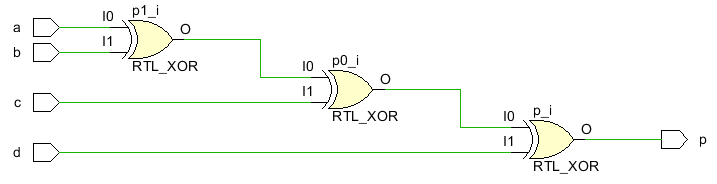 p1_i
a I0 O
b I1
RTL_XOR
p0_i
I0 O
c I1
RTL_XOR
p_i
I0 O
d I1 p
RTL_XOR